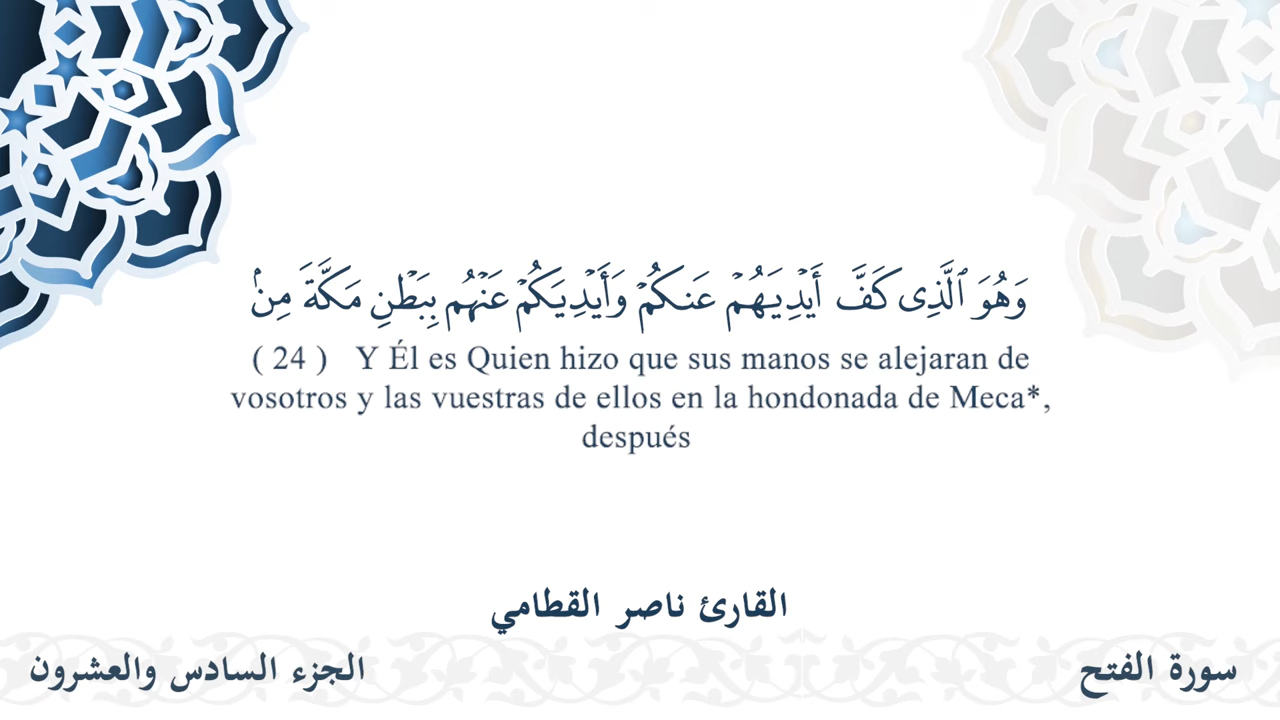 وَهُوَ ٱلَّذِى كَفَّ أَيْدِيَهُمْ عَنكُمْ وَأَيْدِيَكُمْ عَنْهُم بِبَطْنِ مَكَّةَ مِنۢ
( 24 ) Y Él es Quien hizo que sus manos se alejaran de
vosotros y las vuestras de ellos en la hondonada de Meca*,
después
القارئ ناصر القطامي
سورة الفتح
الجزء السادس والعشرون